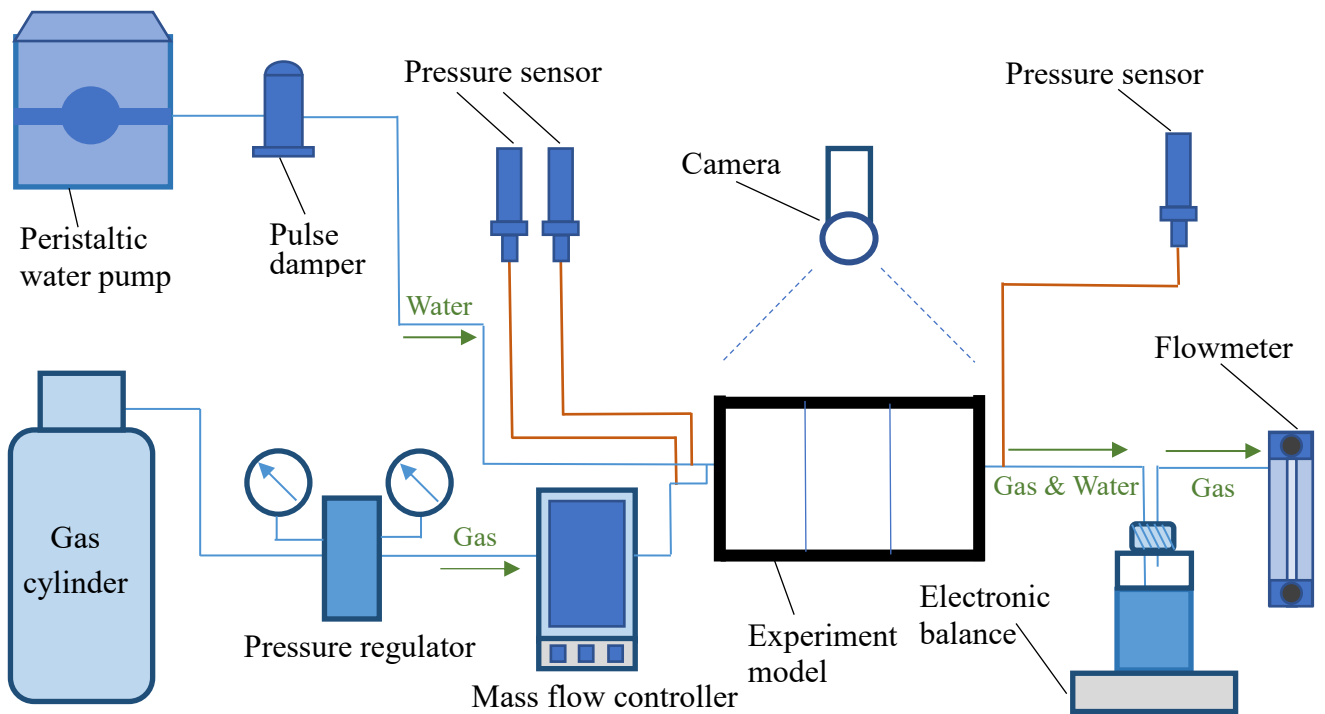 Pressure sensor
Pressure sensor
Camera
Peristaltic
water pump
Pulse
damper
Water
Flowmeter
Gas & Water
Gas
Gas
cylinder
Gas
Pressure regulator
Mass flow controller
Experiment
model
Electronic
balance